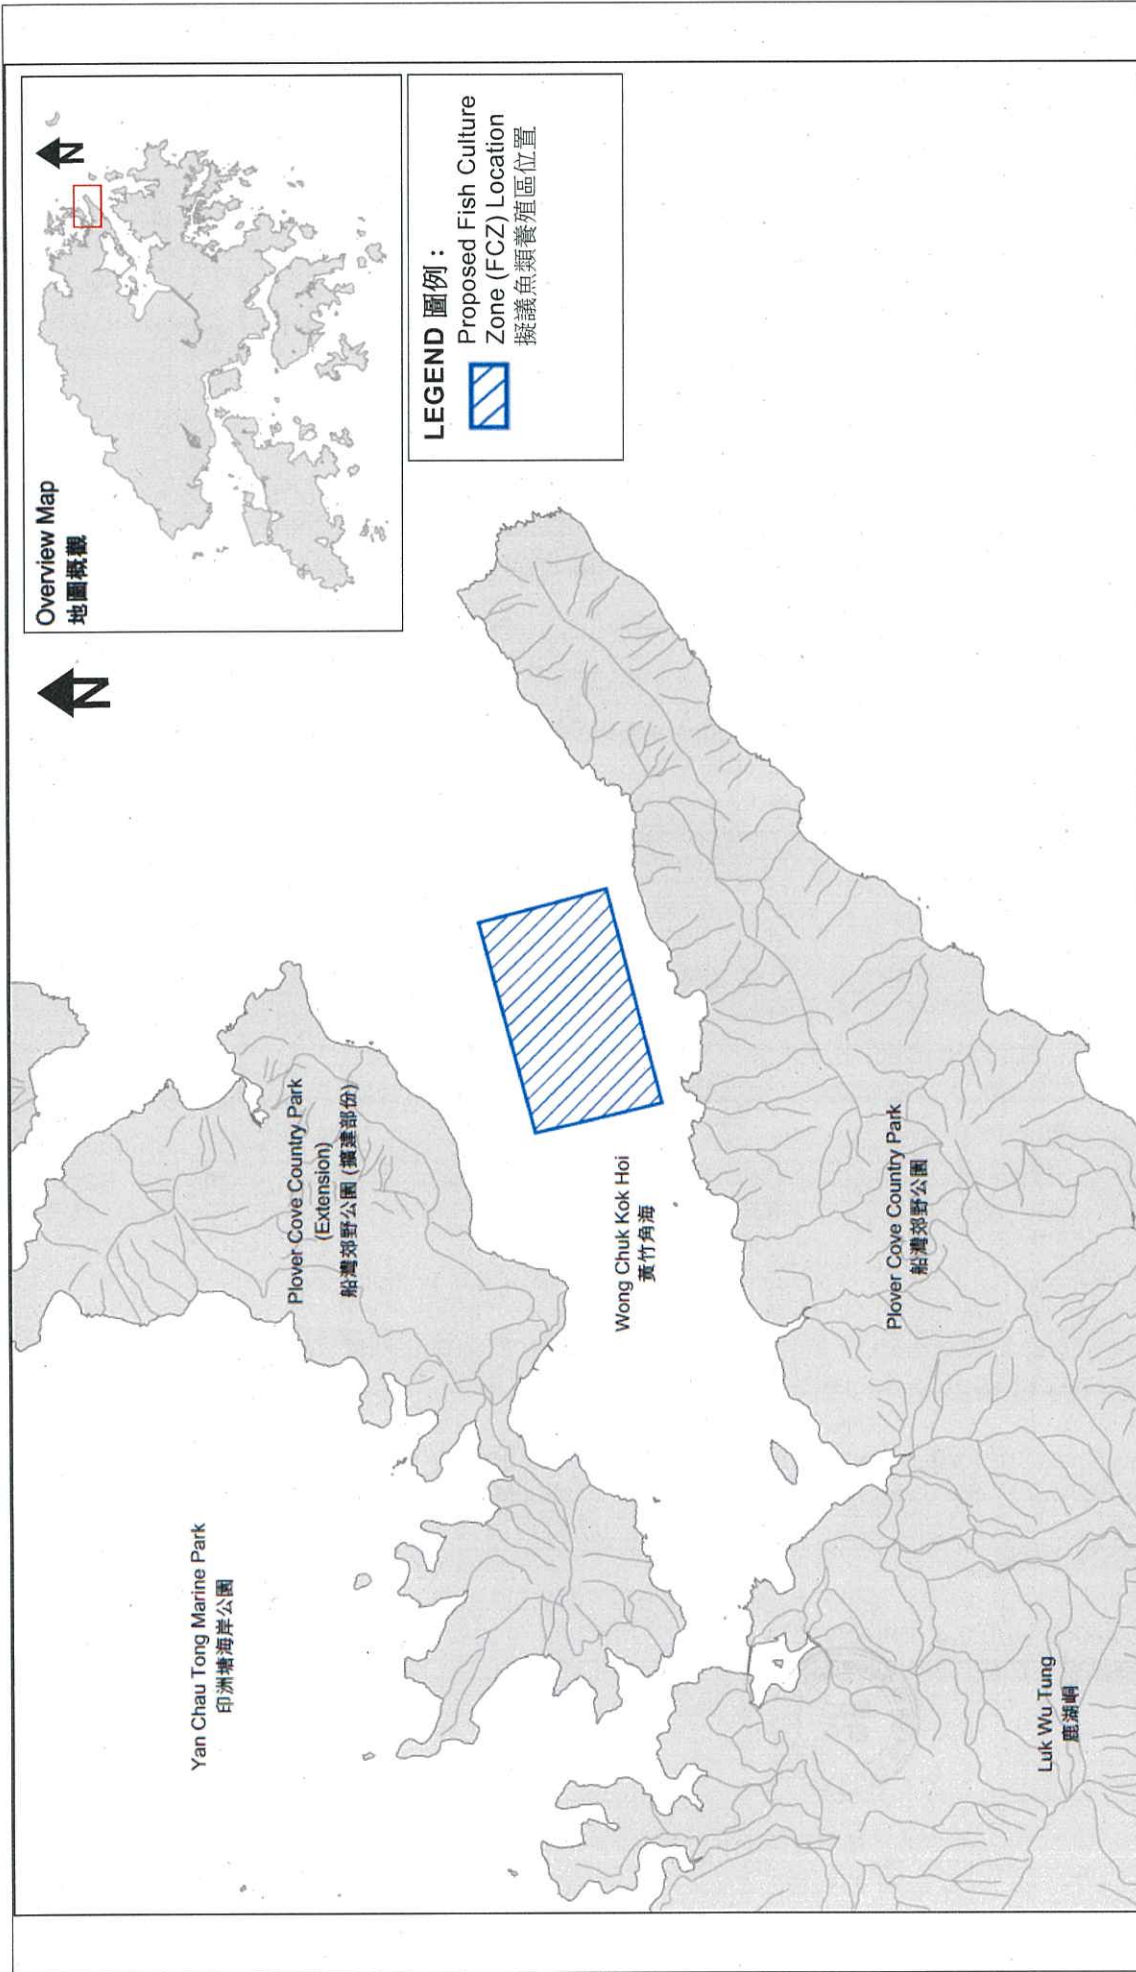 Overview Map
地圖概觀
N
N
LEGEND 圖例 :
Proposed Fish Culture
Zone (FCZ) Location
擬議魚類養殖區位置
Yan Chau Tong Marine Park
印洲塘海岸公園
Plover Cove Country Park
(Extension)
船灣郊野公園 (擴建部份)
Wong Chuk Kok Hoi
黃竹角海
Plover Cove Country Park
船灣郊野公園
Luk Wu Tung
鹿湖峒